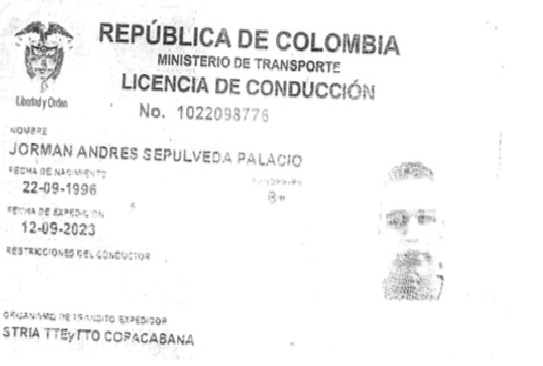 REPÚBLICA DE COLOMBIA
MINISTERIO DE TRANSPORTE
LICENCIA DE CONDUCCIÓN
Libertad y Orden
No. 1022098776
NOMBRE
JORMAN ANDRES SEPULVEDA PALACIO
FECHA DE NACIMIENTO
22-09-1996
FECHA DE EXPEDICIÓN
12-09-2023
RESTRICCIONES DEL CONDUCTOR
ORGANISMO DE TRANSITO EXPEDIDOR
STRIA TTEyTTO COPACABANA